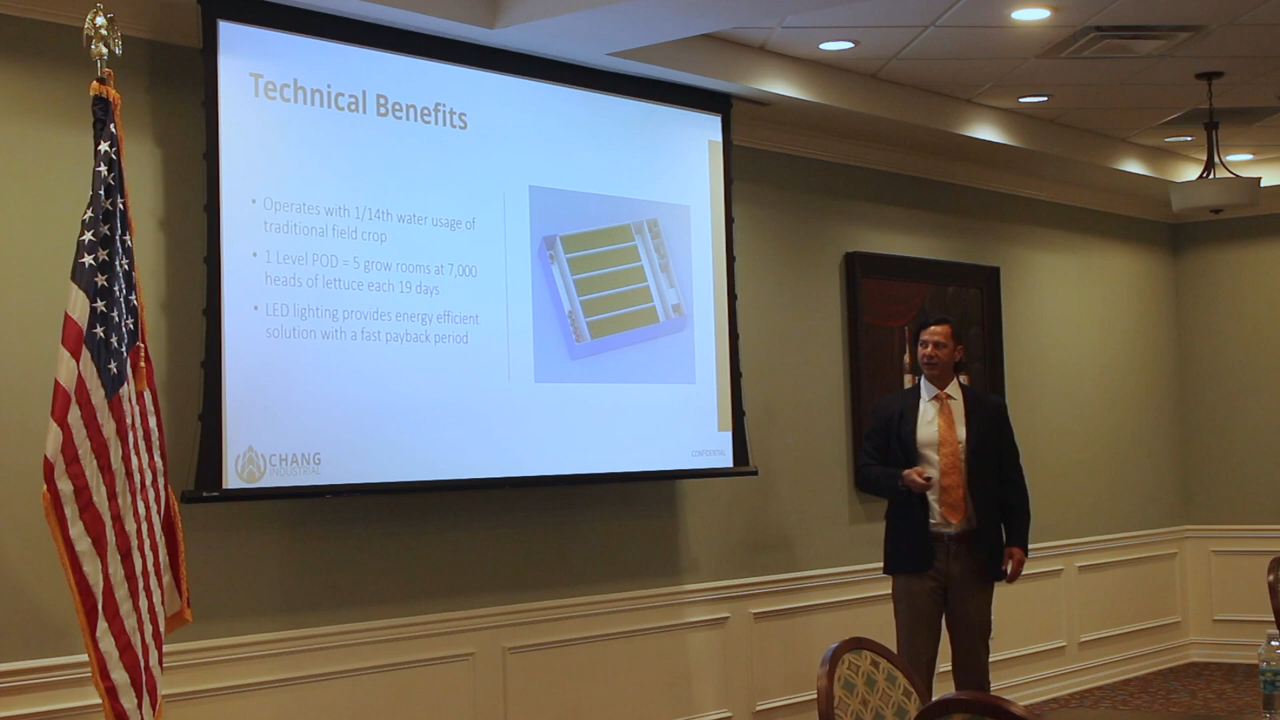 Technical Benefits
• Operates with 1/14th water usage of
traditional field crop
• 1 Level POD = 5 grow rooms at 7,000
heads of lettuce each 19 days
• LED lighting provides energy efficient
solution with a fast payback period
CHANG
INDUSTRIAL
CONFIDENTIAL